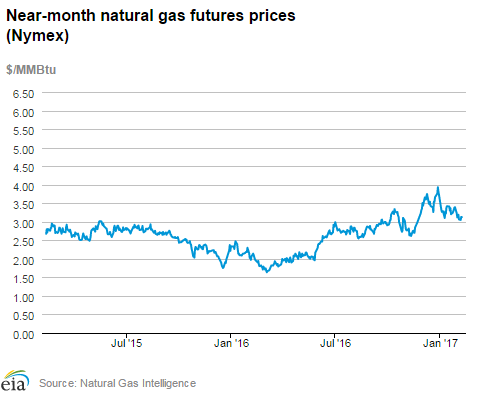 Near-month natural gas futures prices
(Nymex)
$/MMBtu
6.50
6.00
5.50
5.00
4.50
4.00
3.50
3.00
2.50
2.00
1.50
1.00
0.50
0.00
Jul '15
Jan '16
Jul '16
Jan '17
eia
Source: Natural Gas Intelligence